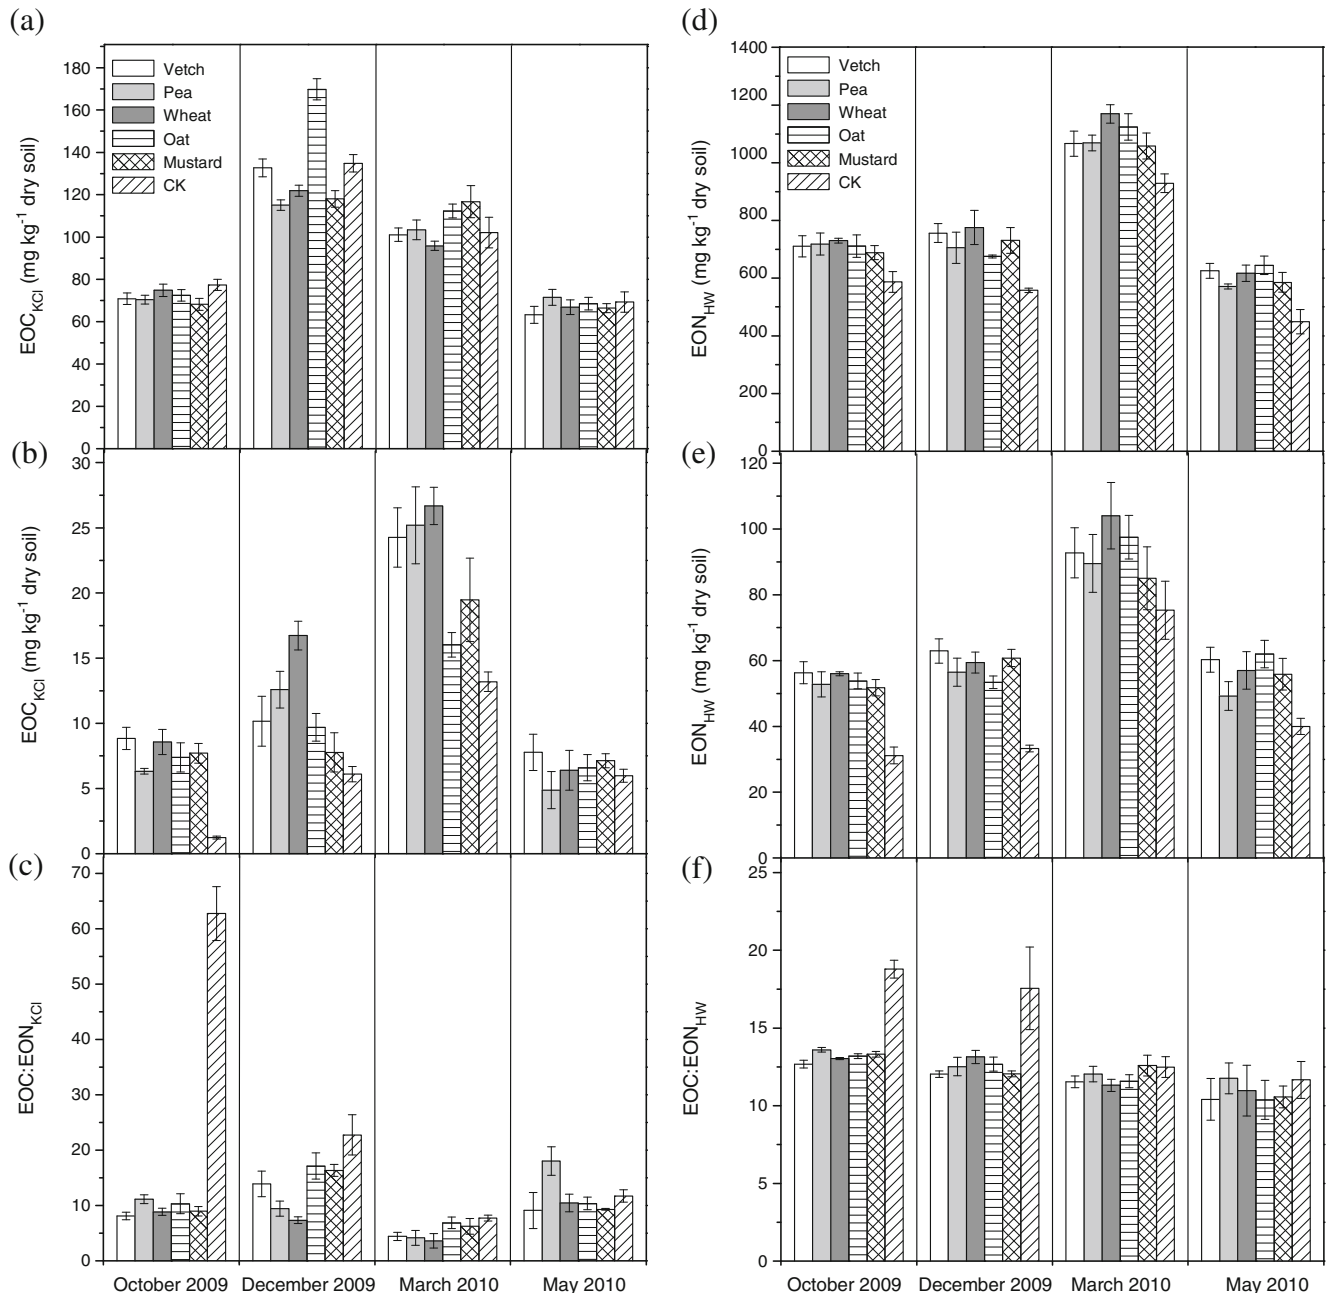 (a)
EOC_KCl (mg kg⁻¹ dry soil)
180
160
140
120
100
80
60
40
20
0
Vetch
Pea
Wheat
Oat
Mustard
CK
(b)
EOC_KCl (mg kg⁻¹ dry soil)
30
25
20
15
10
5
0
(c)
EOC:EON_KCl
70
60
50
40
30
20
10
0
October 2009
December 2009
March 2010
May 2010
(d)
EON_HW (mg kg⁻¹ dry soil)
1400
1200
1000
800
600
400
200
0
Vetch
Pea
Wheat
Oat
Mustard
CK
(e)
EON_HW (mg kg⁻¹ dry soil)
120
100
80
60
40
20
0
(f)
EOC:EON_HW
25
20
15
10
5
0
October 2009
December 2009
March 2010
May 2010